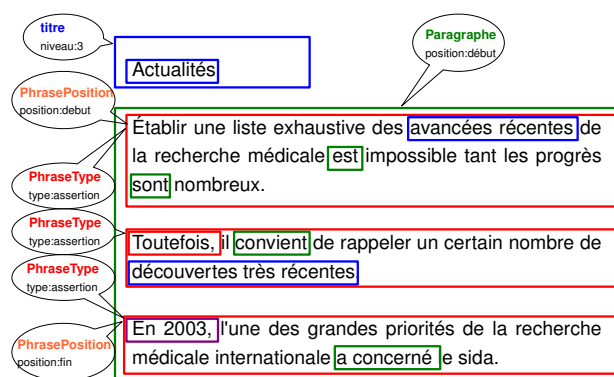 titre
niveau:3
Paragraphe
position:début
Actualités
PhrasePosition
position:debut
Établir une liste exhaustive des avancées récentes de
la recherche médicale est impossible tant les progrès
sont nombreux.
PhraseType
type:assertion
PhraseType
type:assertion
Toutefois, il convient de rappeler un certain nombre de
découvertes très récentes
PhraseType
type:assertion
En 2003, l'une des grandes priorités de la recherche
médicale internationale a concerné le sida.
PhrasePosition
position:fin